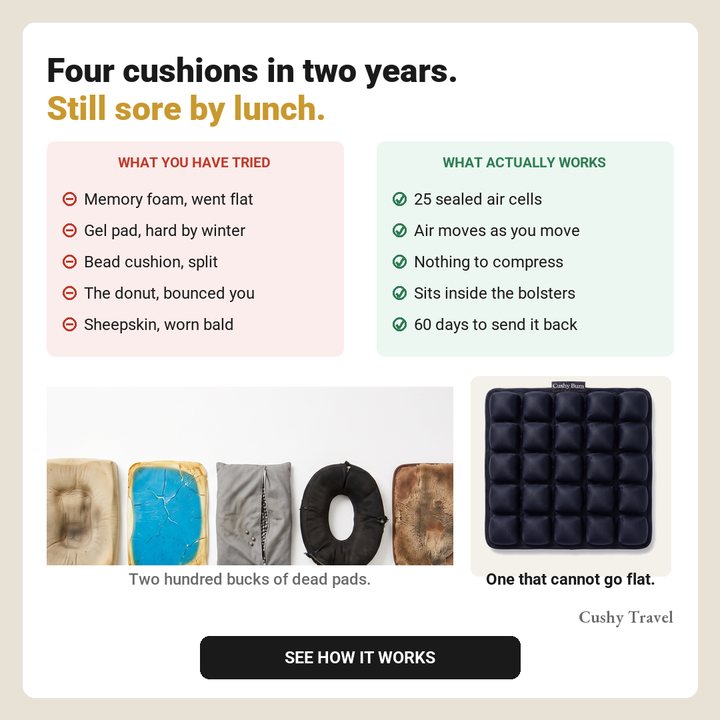 Four cushions in two years.
Still sore by lunch.
WHAT YOU HAVE TRIED
Memory foam, went flat
Gel pad, hard by winter
Bead cushion, split
The donut, bounced you
Sheepskin, worn bald
WHAT ACTUALLY WORKS
25 sealed air cells
Air moves as you move
Nothing to compress
Sits inside the bolsters
60 days to send it back
Cushy Bum
Two hundred bucks of dead pads.
One that cannot go flat.
Cushy Travel
SEE HOW IT WORKS